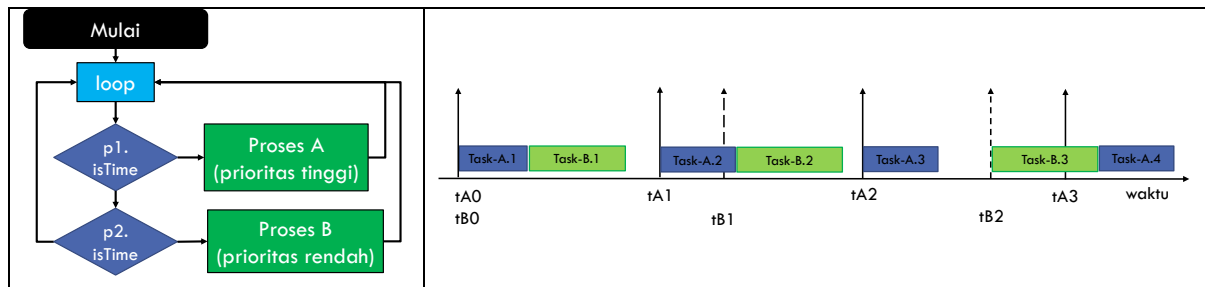 Mulai
loop
p1.
isTime
Proses A
(prioritas tinggi)
p2.
isTime
Proses B
(prioritas rendah)
Task-A.1
Task-B.1
Task-A.2
Task-B.2
Task-A.3
Task-B.3
Task-A.4
tA0
tA1
tA2
tA3
waktu
tB0
tB1
tB2